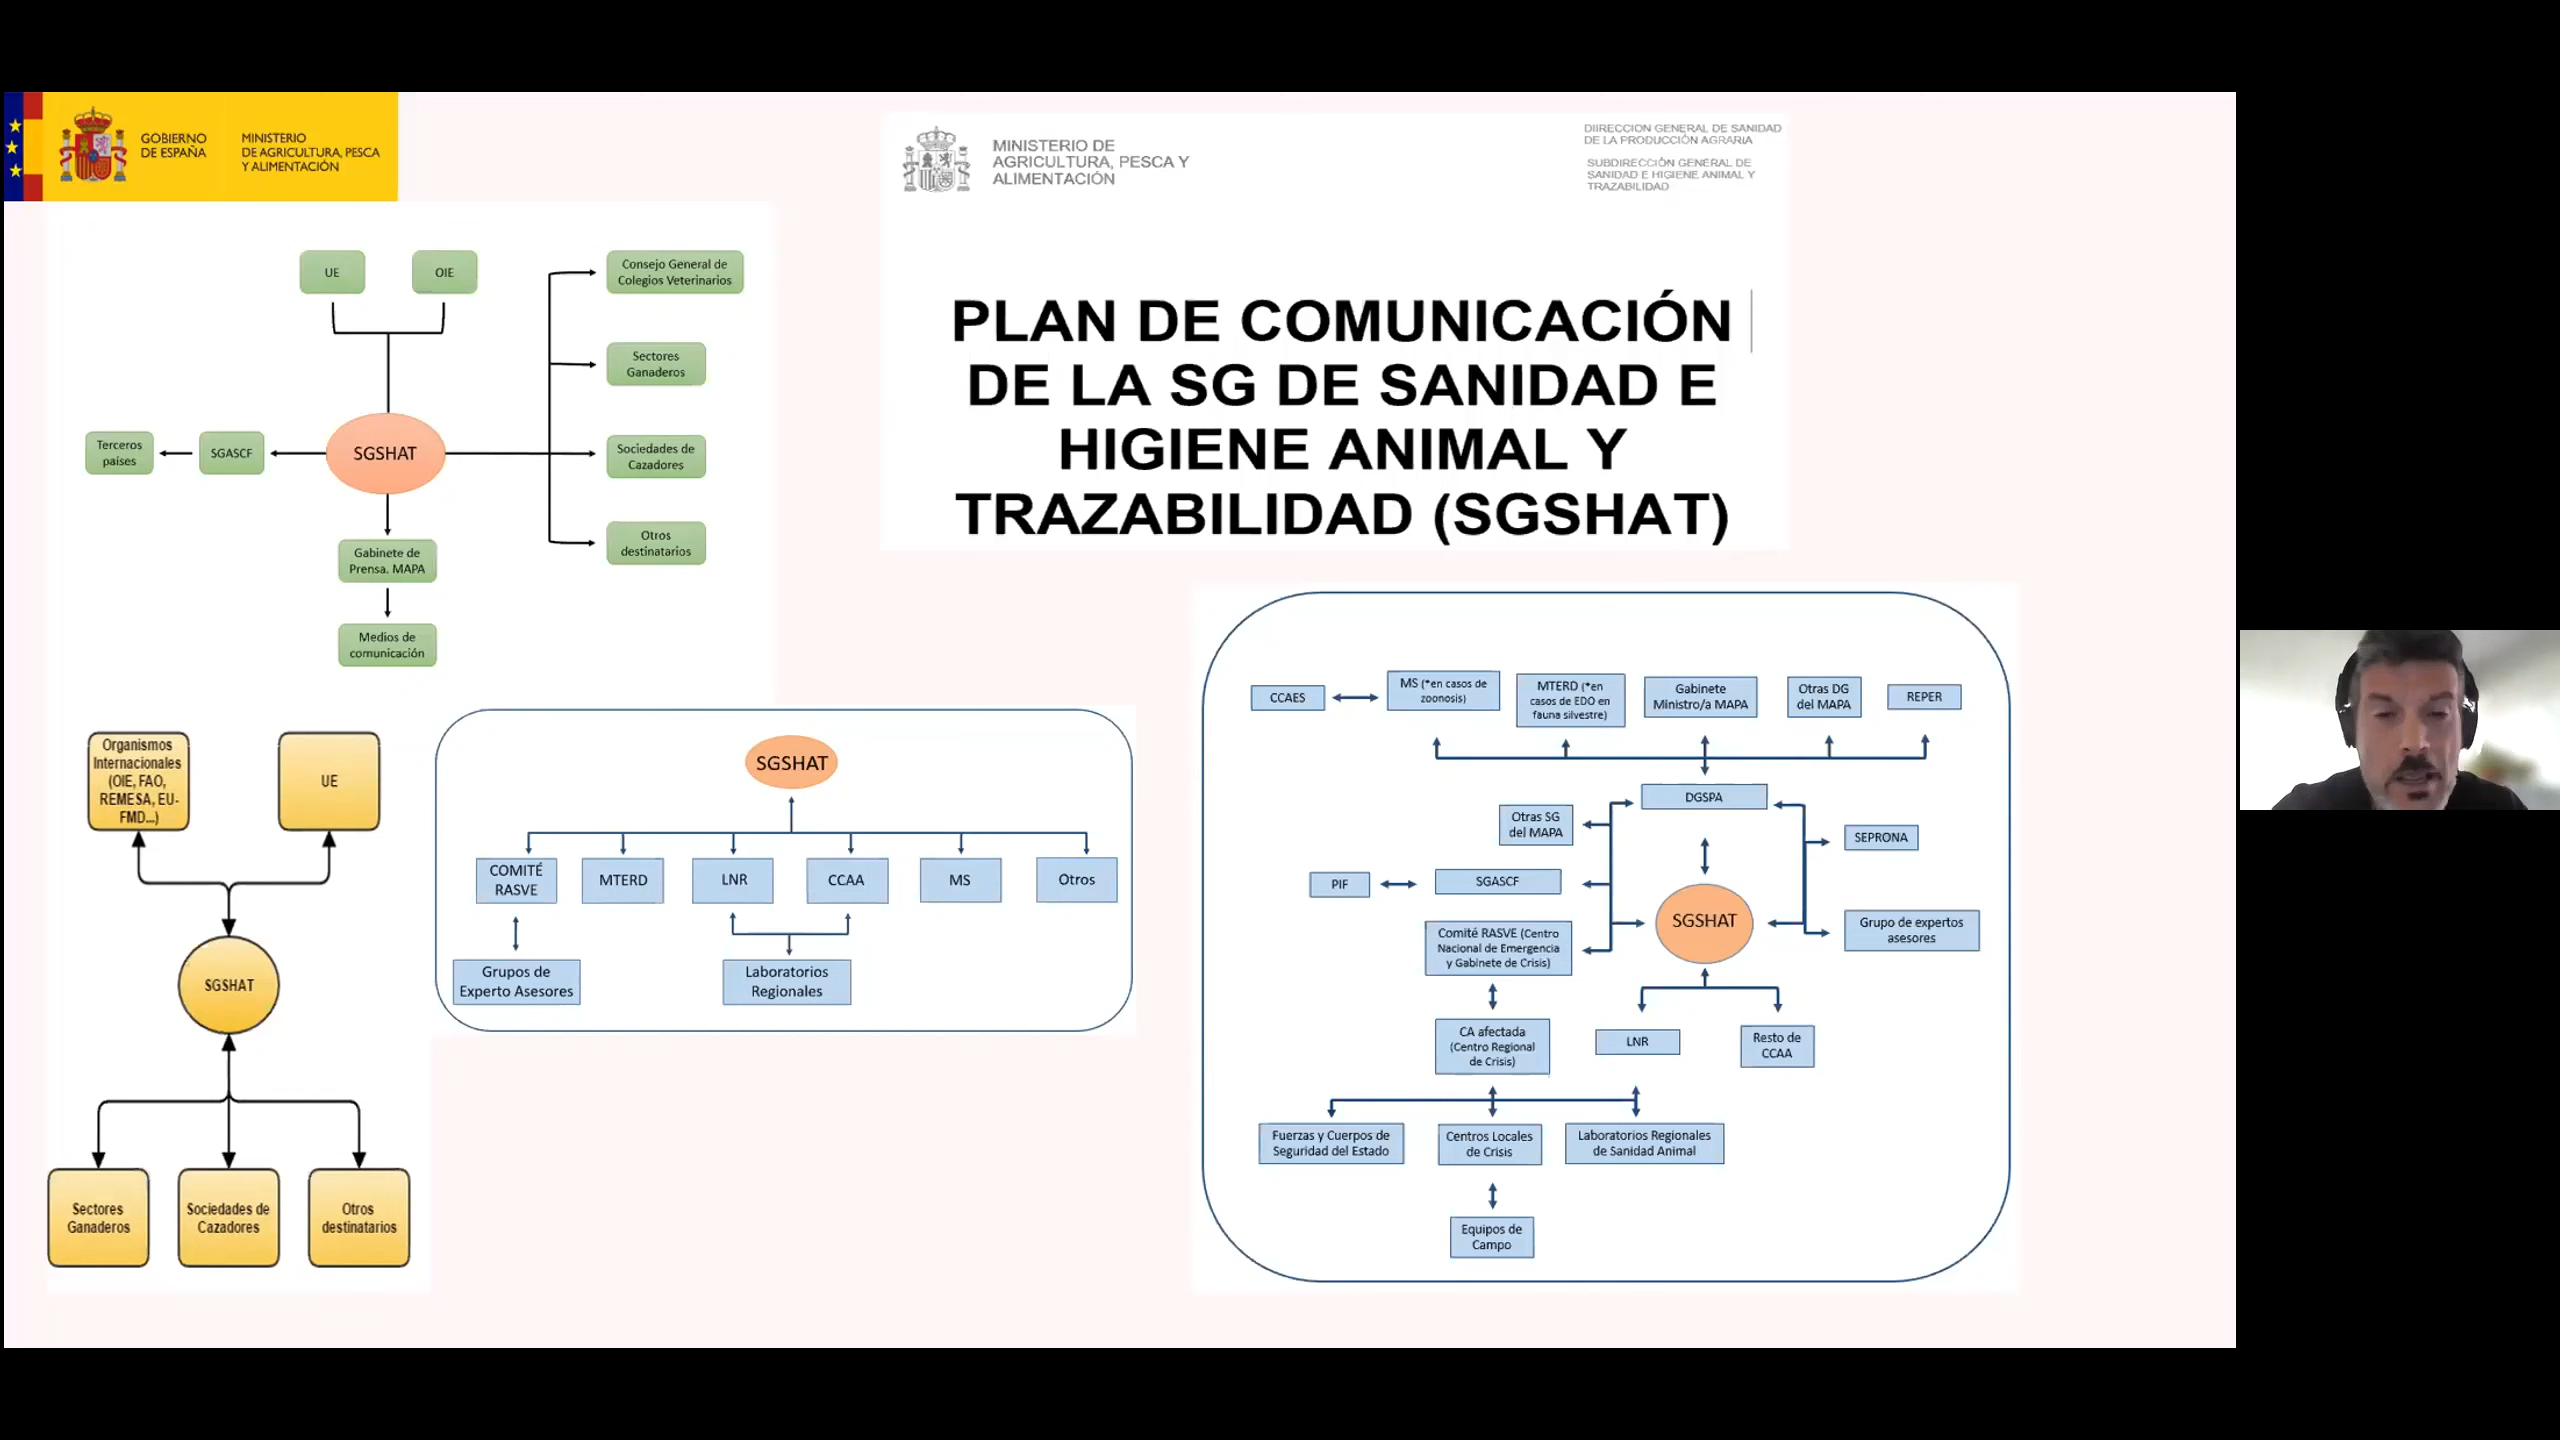 GOBIERNO
DE ESPAÑA
MINISTERIO
DE AGRICULTURA, PESCA
Y ALIMENTACIÓN
MINISTERIO DE
AGRICULTURA, PESCA Y
ALIMENTACIÓN
DIIRECCION GENERAL DE SANIDAD
DE LA PRODUCCIÓN AGRARIA
SUBDIRECCIÓN GENERAL DE
SANIDAD E HIGIENE ANIMAL Y
TRAZABILIDAD
PLAN DE COMUNICACIÓN
DE LA SG DE SANIDAD E
HIGIENE ANIMAL Y
TRAZABILIDAD (SGSHAT)
UE
OIE
Consejo General de
Colegios Veterinarios
Sectores
Ganaderos
Terceros
países
SGASCF
SGSHAT
Sociedades de
Cazadores
Otros
destinatarios
Gabinete de
Prensa. MAPA
Medios de
comunicación
Organismos
Internacionales
(OIE, FAO,
REMESA, EU-
FMD...)
UE
SGSHAT
Sectores
Ganaderos
Sociedades de
Cazadores
Otros
destinatarios
SGSHAT
COMITÉ
RASVE
MTERD
LNR
CCAA
MS
Otros
Grupos de
Experto Asesores
Laboratorios
Regionales
CCAES
MS (*en casos de
zoonosis)
MTERD (*en
casos de EDO en
fauna silvestre)
Gabinete
Ministro/a MAPA
Otras DG
del MAPA
REPER
DGSPA
Otras SG
del MAPA
SEPRONA
PIF
SGASCF
SGSHAT
Comité RASVE (Centro
Nacional de Emergencia
y Gabinete de Crisis)
Grupo de expertos
asesores
CA afectada
(Centro Regional
de Crisis)
LNR
Resto de
CCAA
Fuerzas y Cuerpos de
Seguridad del Estado
Centros Locales
de Crisis
Laboratorios Regionales
de Sanidad Animal
Equipos de
Campo